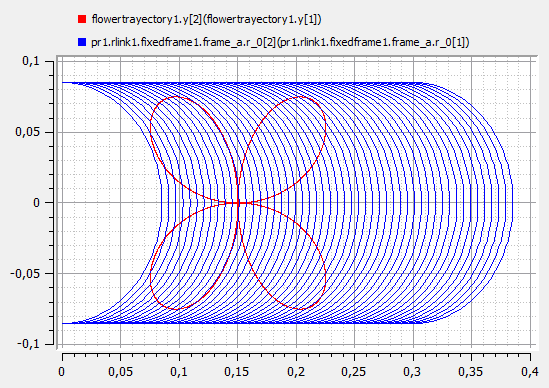 flowertrajectory1.y[2](flowertrajectory1.y[1])
pr1.rlink1.fixedframe1.frame_a.r_0[2](pr1.rlink1.fixedframe1.frame_a.r_0[1])
0,1
0,05
0
-0,05
-0,1
0 0,05 0,1 0,15 0,2 0,25 0,3 0,35 0,4